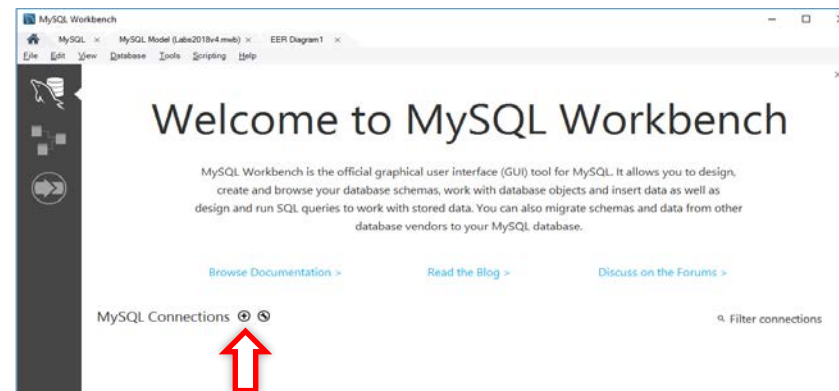 MySQL Workbench
MySQL × MySQL Model (Labs2018v4.mwb) × EER Diagram1 ×
File Edit View Database Tools Scripting Help
Welcome to MySQL Workbench
MySQL Workbench is the official graphical user interface (GUI) tool for MySQL. It allows you to design,
create and browse your database schemas, work with database objects and insert data as well as
design and run SQL queries to work with stored data. You can also migrate schemas and data from other
database vendors to your MySQL database.
Browse Documentation > Read the Blog > Discuss on the Forums >
MySQL Connections Filter connections